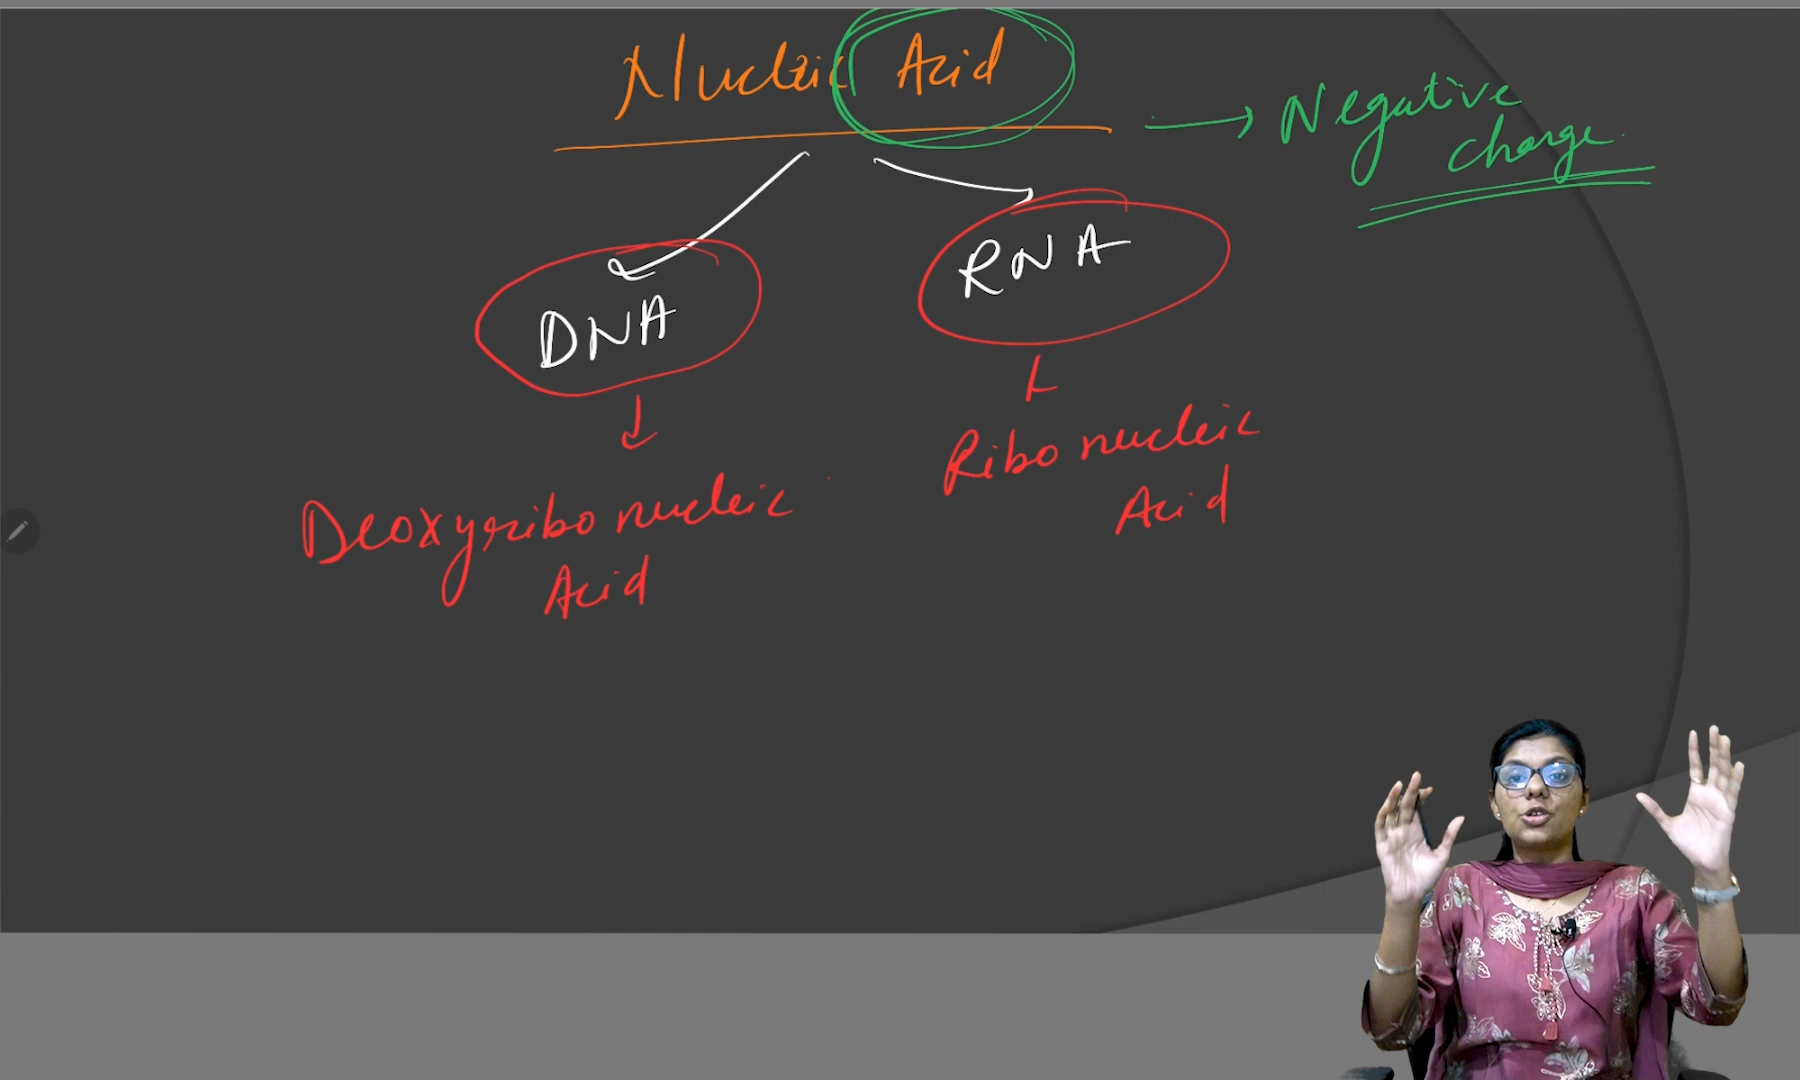 Nucleic Acid
Negative
charge
DNA
RNA
Deoxyribo nucleic
Acid
Ribo nucleic
Acid